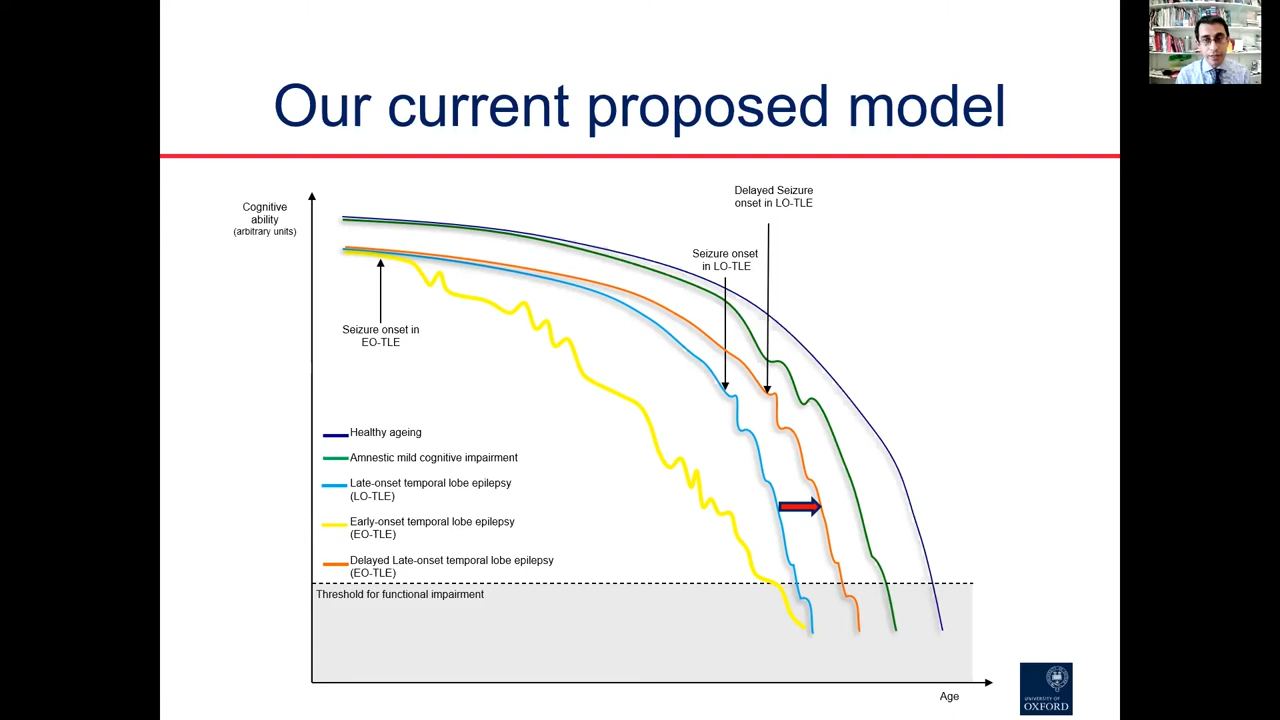 Our current proposed model
Cognitive
ability
(arbitrary units)
Delayed Seizure
onset in LO-TLE
Seizure onset
in LO-TLE
Seizure onset in
EO-TLE
Healthy ageing
Amnestic mild cognitive impairment
Late-onset temporal lobe epilepsy
(LO-TLE)
Early-onset temporal lobe epilepsy
(EO-TLE)
Delayed Late-onset temporal lobe epilepsy
(EO-TLE)
Threshold for functional impairment
Age
UNIVERSITY OF
OXFORD